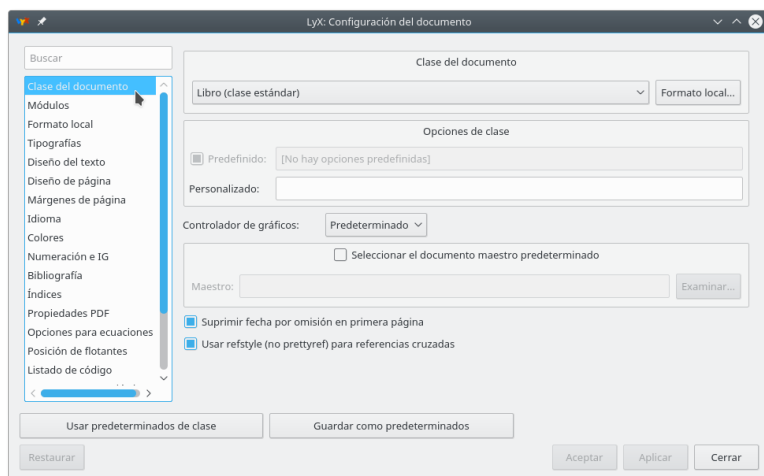 LyX: Configuración del documento
Buscar
Clase del documento
Módulos
Formato local
Tipografías
Diseño del texto
Diseño de página
Márgenes de página
Idioma
Colores
Numeración e IG
Bibliografía
Índices
Propiedades PDF
Opciones para ecuaciones
Posición de flotantes
Listado de código
Clase del documento
Libro (clase estándar)
Formato local...
Opciones de clase
Predefinido:
[No hay opciones predefinidas]
Personalizado:
Controlador de gráficos:
Predeterminado
Seleccionar el documento maestro predeterminado
Maestro:
Examinar...
Suprimir fecha por omisión en primera página
Usar refstyle (no prettyref) para referencias cruzadas
Usar predeterminados de clase
Guardar como predeterminados
Restaurar
Aceptar
Aplicar
Cerrar